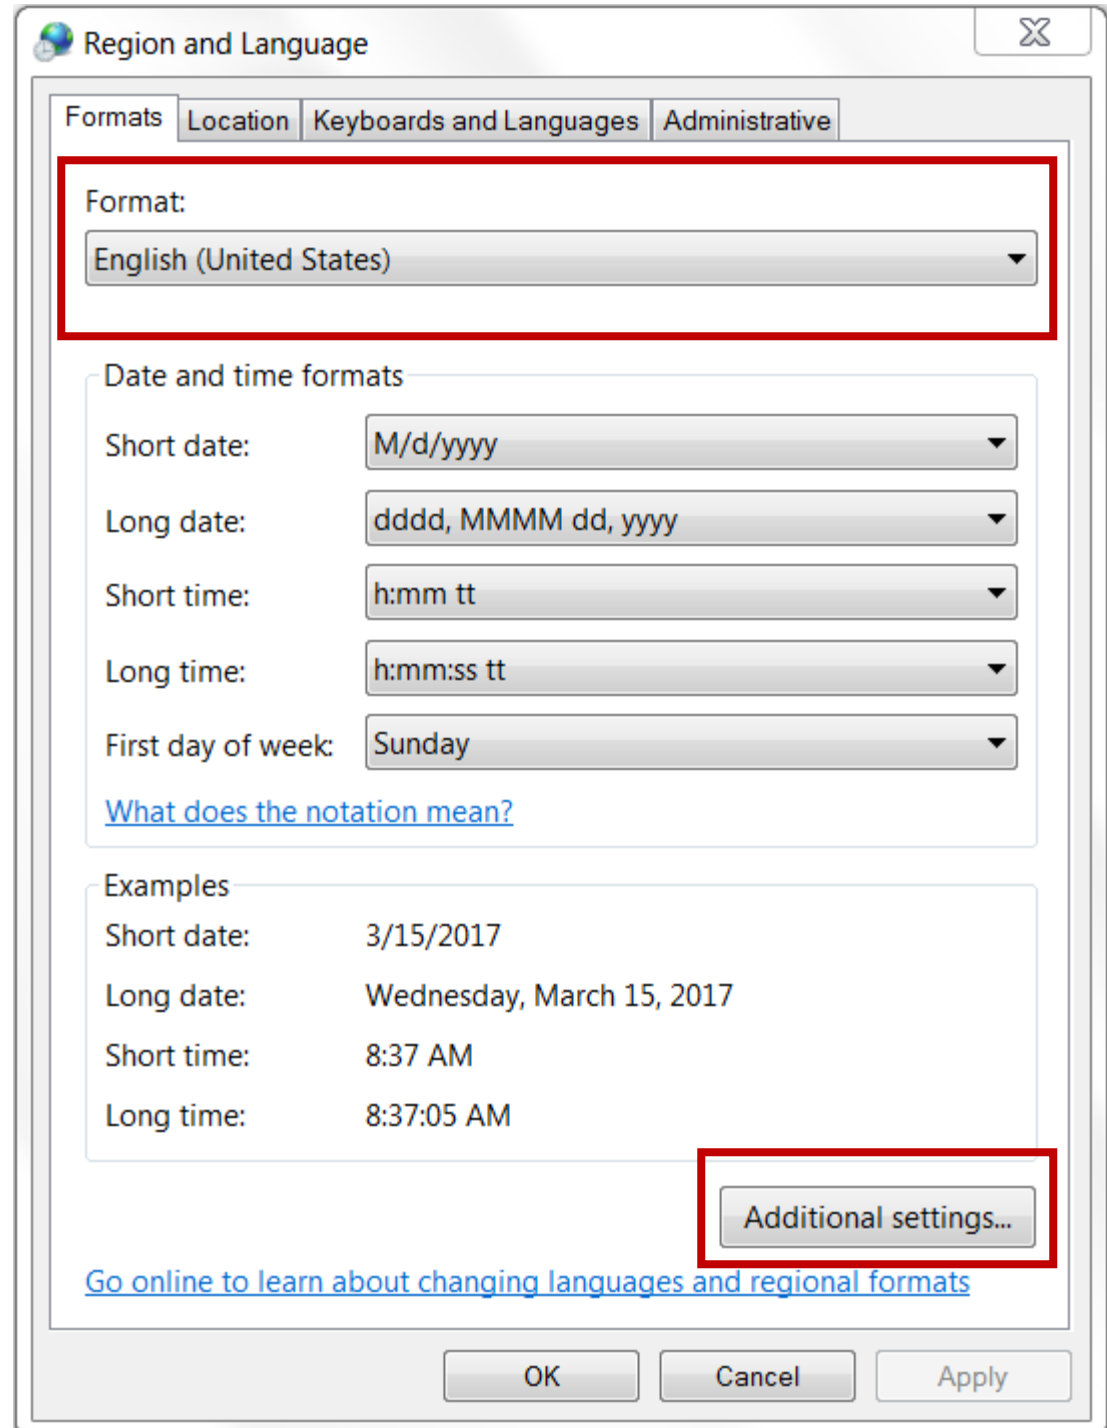 Region and Language
Formats Location Keyboards and Languages Administrative
Format:
English (United States)
Date and time formats
Short date: M/d/yyyy
Long date: dddd, MMMM dd, yyyy
Short time: h:mm tt
Long time: h:mm:ss tt
First day of week: Sunday
What does the notation mean?
Examples
Short date: 3/15/2017
Long date: Wednesday, March 15, 2017
Short time: 8:37 AM
Long time: 8:37:05 AM
Additional settings...
Go online to learn about changing languages and regional formats
OK Cancel Apply